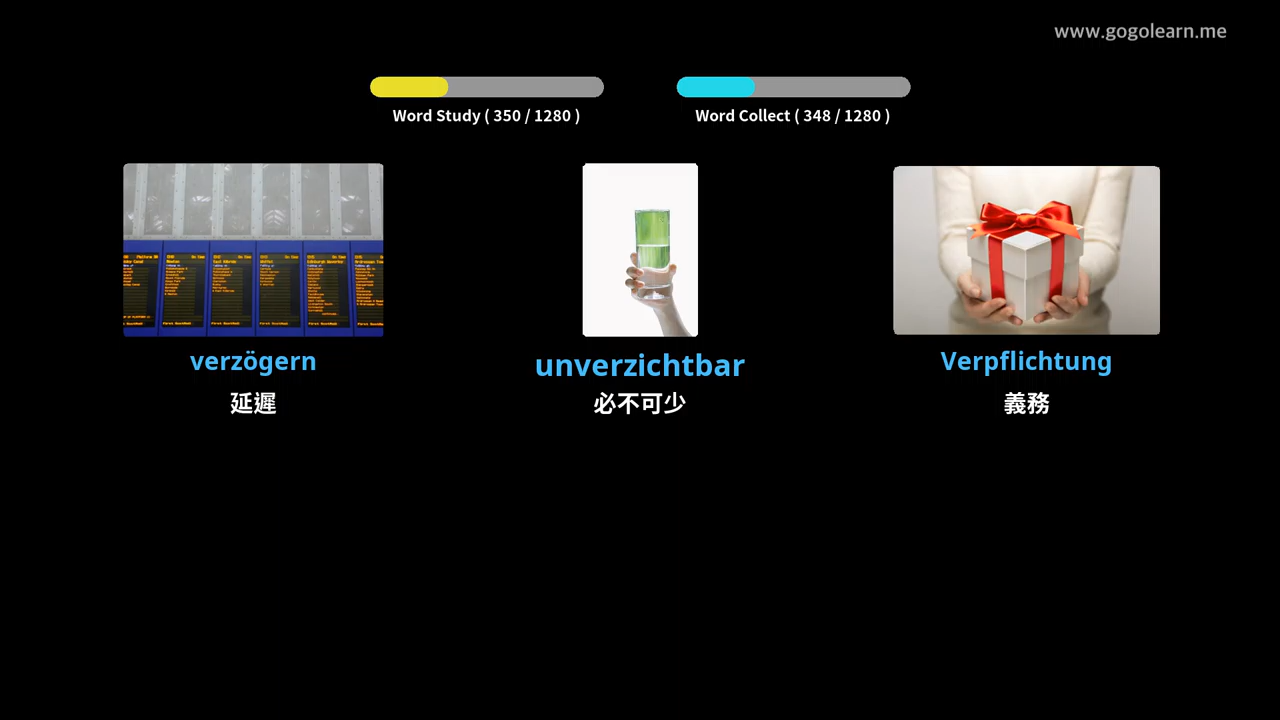 www.gogolearn.me
Word Study ( 350 / 1280 )
Word Collect ( 348 / 1280 )
verzögern
unverzichtbar
Verpflichtung
延遲
必不可少
義務